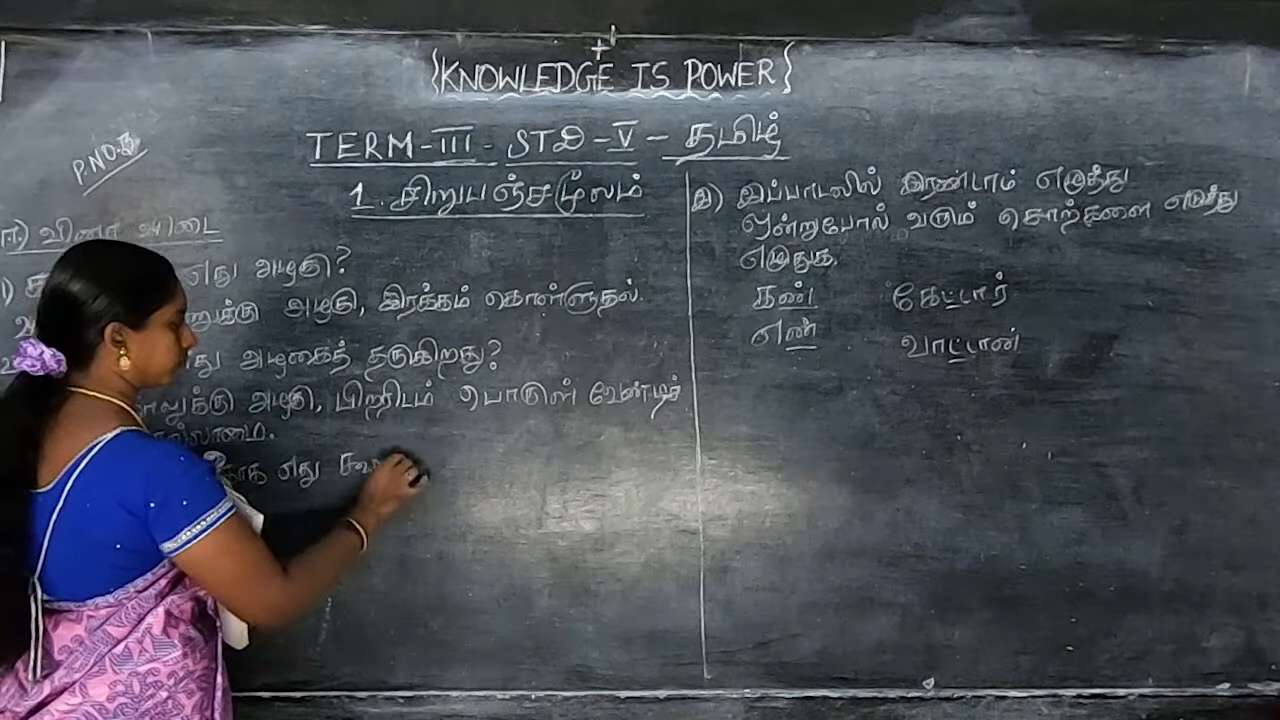 {KNOWLEDGE IS POWER}
TERM-III- STD-V- தமிழ்
P.NO-3
1. சிறுபஞ்சமூலம்
வினா விடை
எது அழகு?
ணுக்கு அழகு, இரக்கம் கொள்ளுதல்.
து அழகைத் தருகிறது?
லுக்கு அழகு, பிறரிடம் பொருள் வேண்டிச்
ல்லாமை.
தாக எது கூ
இ) இப்பாடலில் இரண்டாம் எழுத்து
ஒன்றுபோல் வரும் சொற்களை எடுத்து
எழுதுக.
கண் கேட்டார்
எண் வாட்டான்